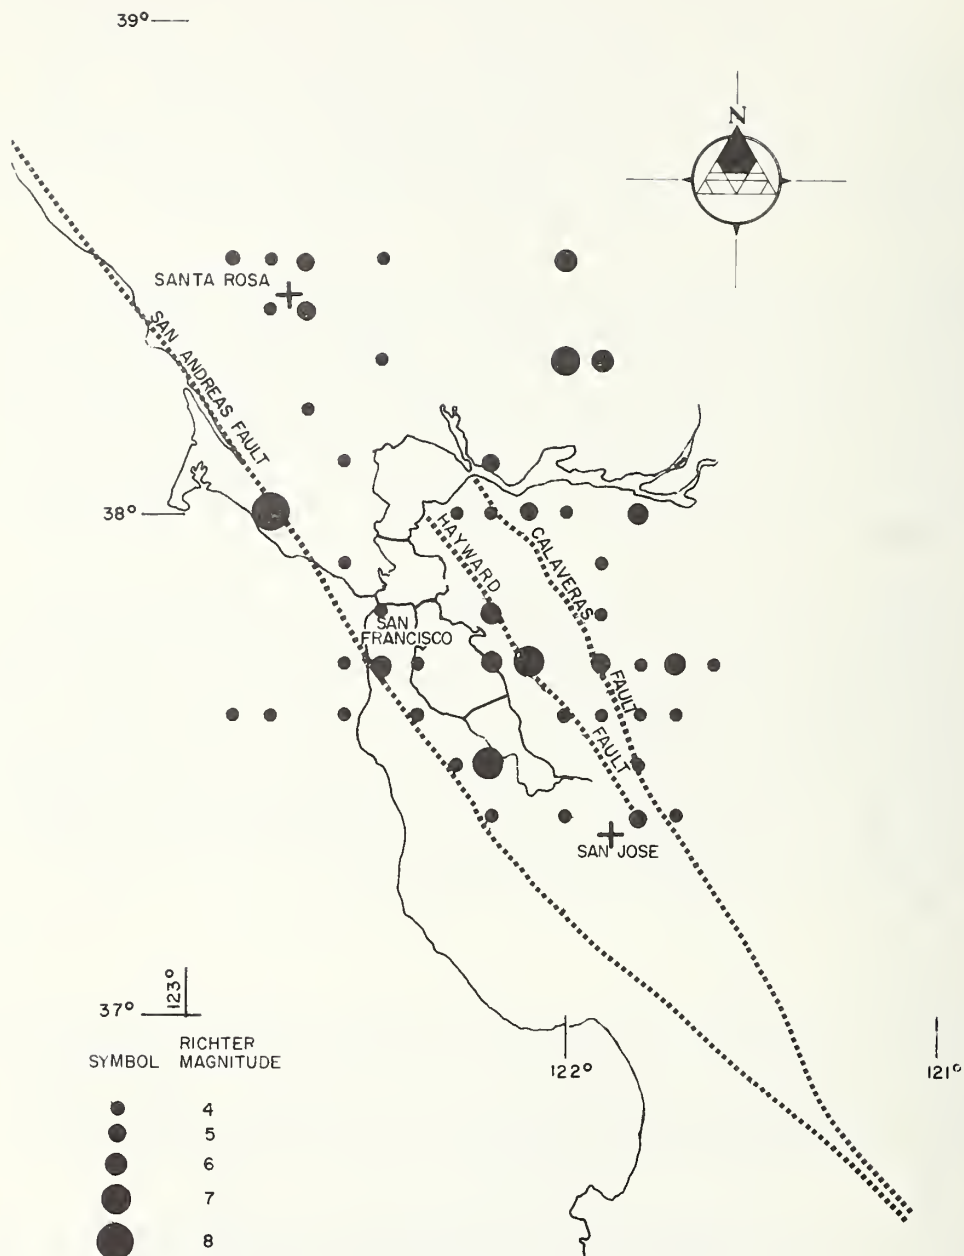 39°
N
SANTA ROSA
SAN ANDREAS FAULT
38°
HAYWARD
CALAVERAS
SAN
FRANCISCO
FAULT
FAULT
SAN JOSE
123°
37°
122°
121°
SYMBOL RICHTER MAGNITUDE
4
5
6
7
8